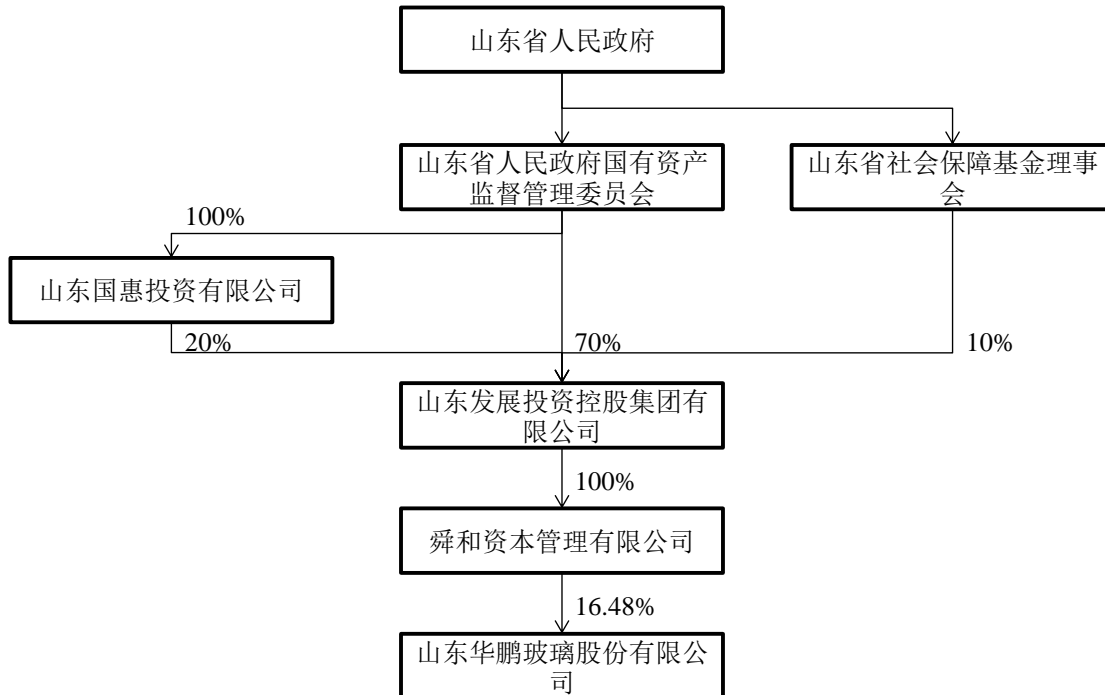 山东省人民政府
山东省人民政府国有资产
监督管理委员会
山东省社会保障基金理事
会
100%
山东国惠投资有限公司
20%
70%
10%
山东发展投资控股集团有
限公司
100%
舜和资本管理有限公司
16.48%
山东华鹏玻璃股份有限公
司